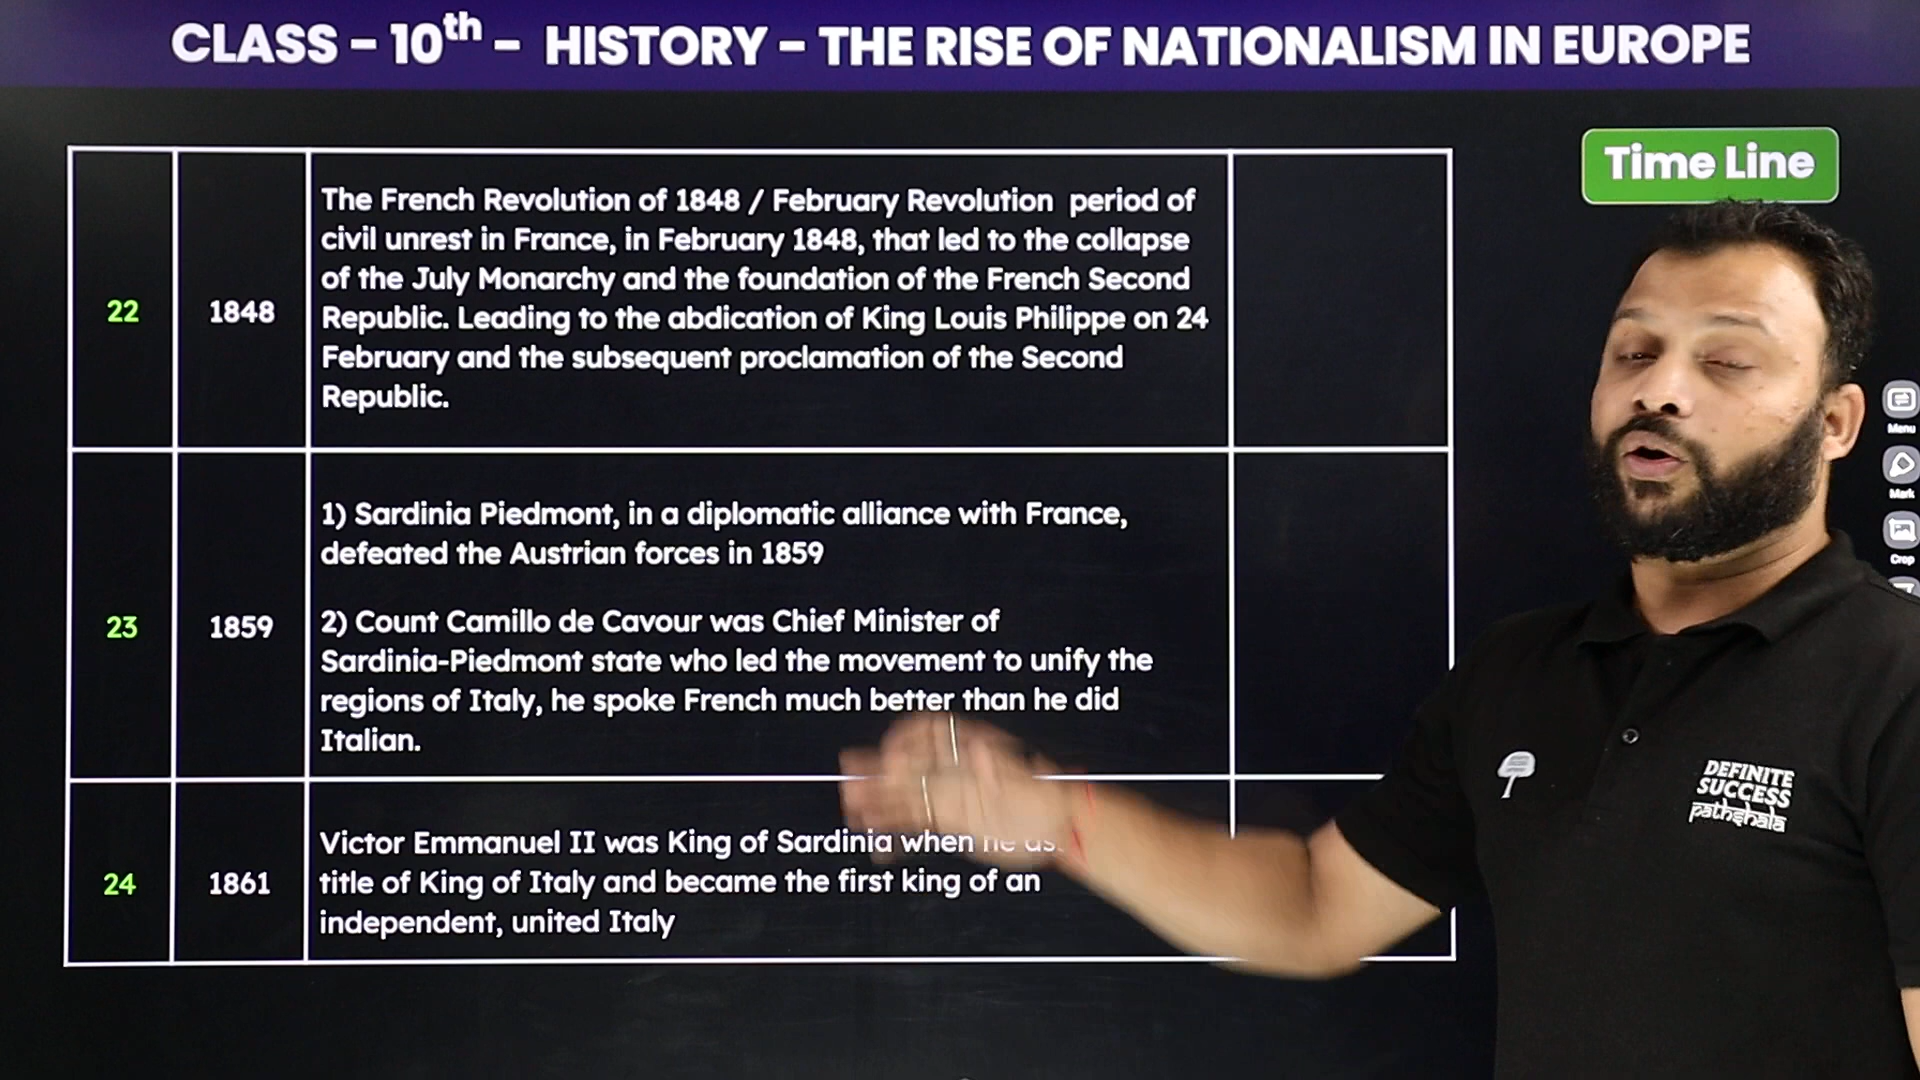 CLASS – 10th – HISTORY – THE RISE OF NATIONALISM IN EUROPE
Time Line
22
1848
The French Revolution of 1848 / February Revolution period of
civil unrest in France, in February 1848, that led to the collapse
of the July Monarchy and the foundation of the French Second
Republic. Leading to the abdication of King Louis Philippe on 24
February and the subsequent proclamation of the Second
Republic.
23
1859
1) Sardinia Piedmont, in a diplomatic alliance with France,
defeated the Austrian forces in 1859
2) Count Camillo de Cavour was Chief Minister of
Sardinia-Piedmont state who led the movement to unify the
regions of Italy, he spoke French much better than he did
Italian.
24
1861
Victor Emmanuel II was King of Sardinia when he
title of King of Italy and became the first king of an
independent, united Italy
Menu
Mark
Crop
DEFINITE
SUCCESS
pathshala